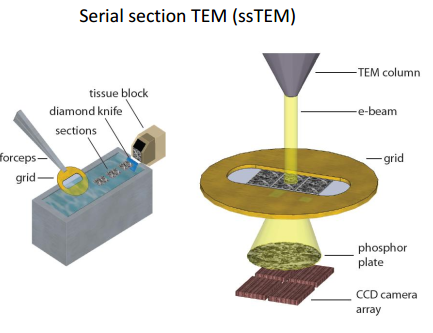 Serial section TEM (ssTEM)
tissue block
diamond knife
sections
forceps
grid
TEM column
e-beam
grid
phosphor
plate
CCD camera
array